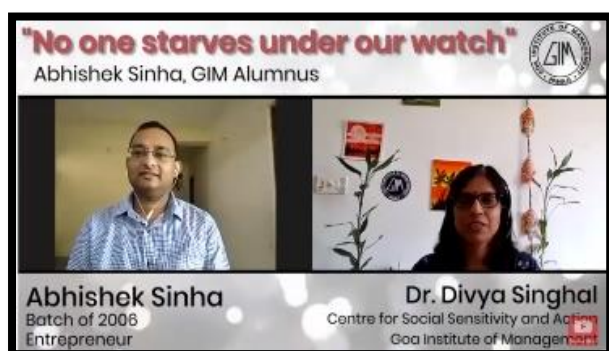 "No one starves under our watch"
Abhishek Sinha, GIM Alumnus
GIM
Abhishek Sinha
Batch of 2006
Entrepreneur
Dr. Divya Singhal
Centre for Social Sensitivity and Action
Goa Institute of Management